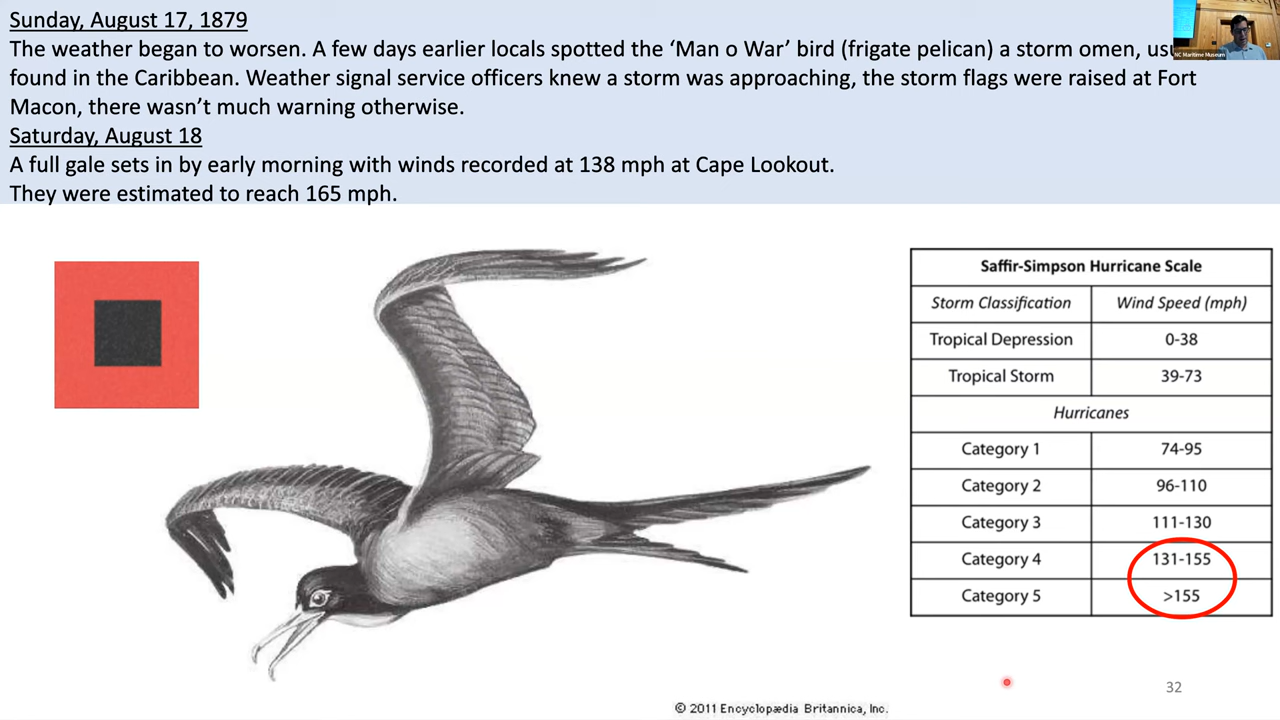 Sunday, August 17, 1879
The weather began to worsen. A few days earlier locals spotted the ‘Man o War’ bird (frigate pelican) a storm omen,
found in the Caribbean. Weather signal service officers knew a storm was approaching, the storm flags were raised at Fort
Macon, there wasn’t much warning otherwise.
Saturday, August 18
A full gale sets in by early morning with winds recorded at 138 mph at Cape Lookout.
They were estimated to reach 165 mph.
NC Maritime Museum
Saffir-Simpson Hurricane Scale
Storm Classification Wind Speed (mph)
Tropical Depression 0-38
Tropical Storm 39-73
Hurricanes
Category 1 74-95
Category 2 96-110
Category 3 111-130
Category 4 131-155
Category 5 >155
32
© 2011 Encyclopædia Britannica, Inc.